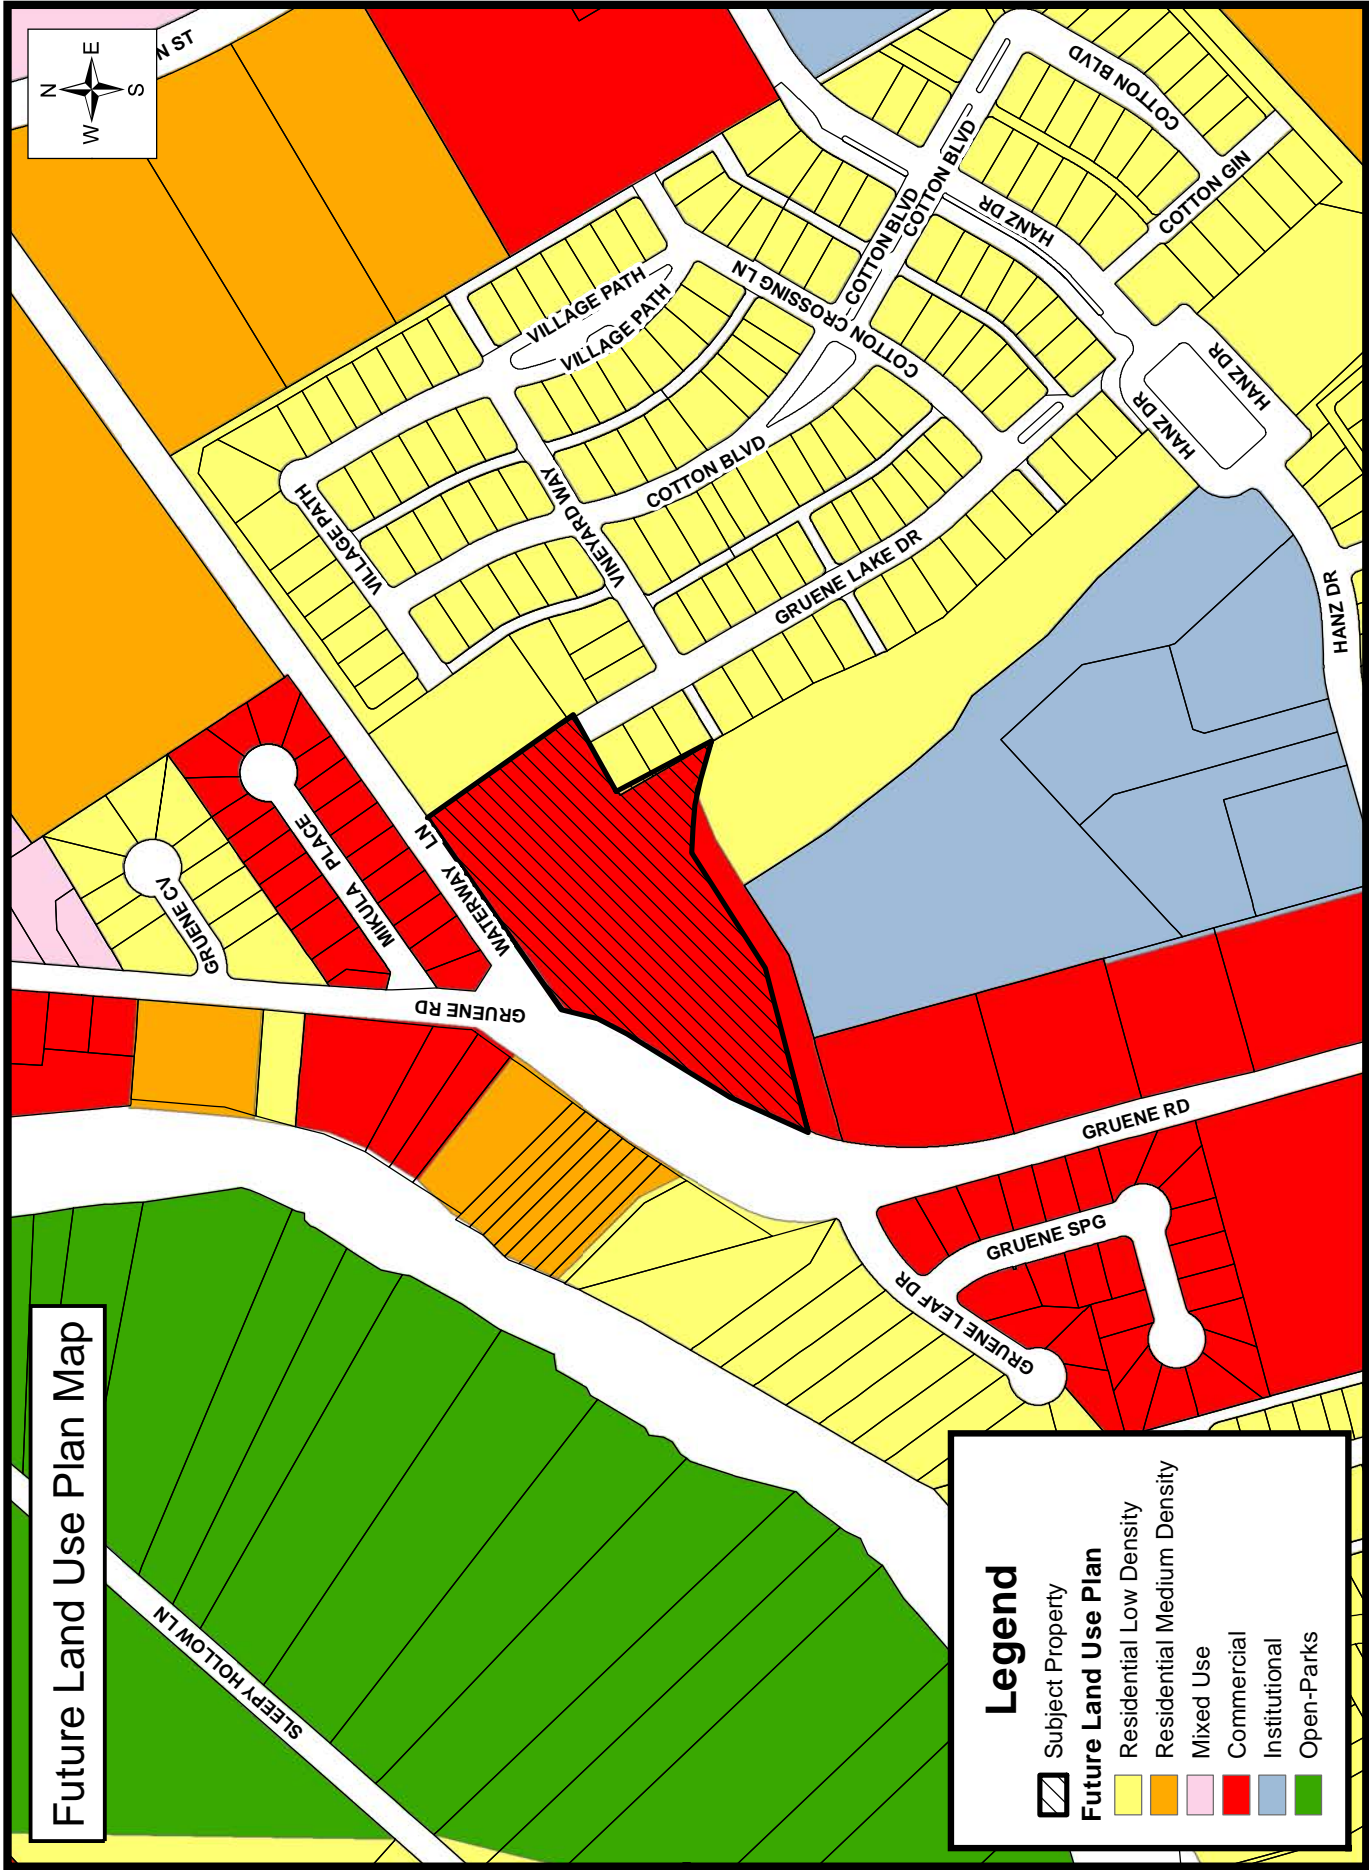 Future Land Use Plan Map
N
W
E
S
N ST
SLEEPY HOLLOW LN
GRUENE CV
MIKULA PLACE
WATERWAY LN
GRUENE RD
VILLAGE PATH
VILLAGE PATH
VILLAGE PATH
VINEYARD WAY
COTTON BLVD
COTTON CROSSING LN
COTTON BLVD
COTTON BLVD
COTTON BLVD
COTTON GIN
HANZ DR
HANZ DR
HANZ DR
HANZ DR
GRUENE LAKE DR
GRUENE RD
GRUENE SPG
GRUENE LEAF DR
Legend
Subject Property
Future Land Use Plan
Residential Low Density
Residential Medium Density
Mixed Use
Commercial
Institutional
Open-Parks